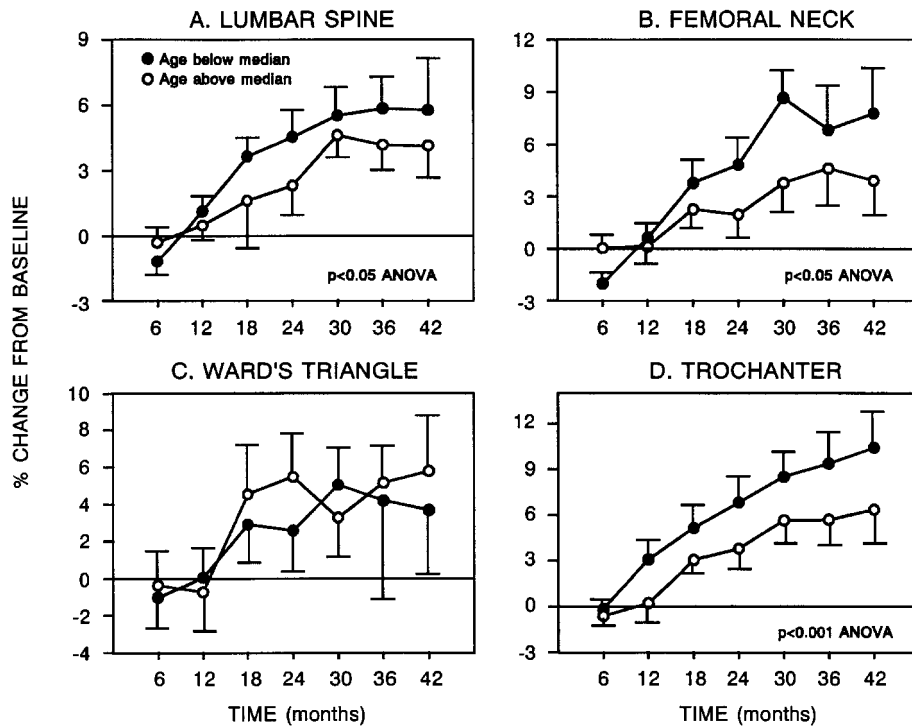 A. LUMBAR SPINE
9
6
3
0
-3
● Age below median
○ Age above median
p<0.05 ANOVA
6 12 18 24 30 36 42
B. FEMORAL NECK
12
9
6
3
0
-3
p<0.05 ANOVA
6 12 18 24 30 36 42
% CHANGE FROM BASELINE
C. WARD'S TRIANGLE
10
8
6
4
2
0
-2
-4
6 12 18 24 30 36 42
TIME (months)
D. TROCHANTER
12
9
6
3
0
-3
p<0.001 ANOVA
6 12 18 24 30 36 42
TIME (months)